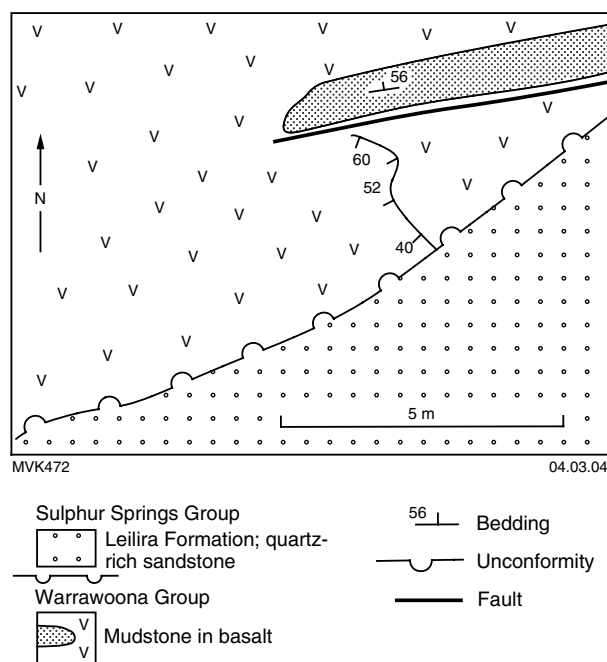 V V V V V
56
V V V V
V V
N
V V V V
60
52
V V V V
40
V V V V
V V V V
V
V
5 m
MVK472 04.03.04
Sulphur Springs Group
Leilira Formation; quartz-
rich sandstone
Warrawoona Group
V
V
Mudstone in basalt
56
Bedding
Unconformity
Fault